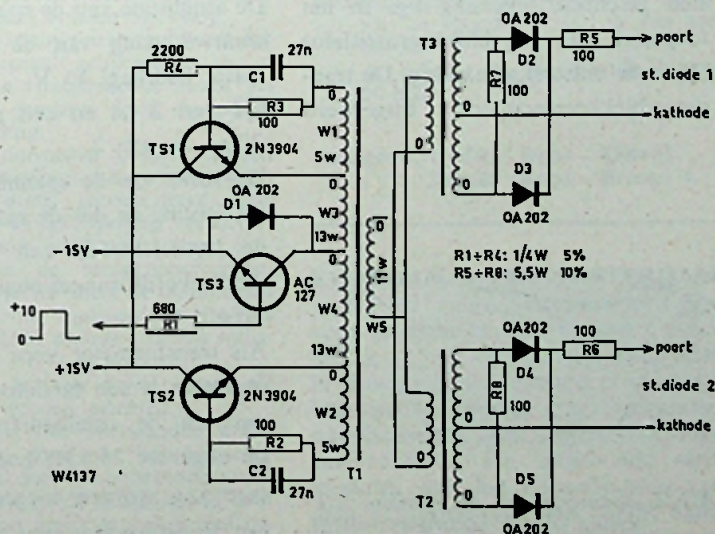 2200
R4
27n
C1
R3
100
TS1
2N3904
0
W1
5w
0
W3
13w
OA 202
D1
-15V
TS3
AC
127
0
W4
13w
+10
0
680
R1
+15V
TS2
2N3904
0
W2
5w
100
R2
C2
27n
T1
W4137
0
11w
W5
T3
0
OA 202
D2
R7
100
R5
100
poort
st. diode 1
0
0
kathode
D3
OA202
R1÷R4: 1/4W 5%
R5÷R8: 5,5W 10%
OA202
D4
100
R6
poort
R8
100
st. diode 2
0
0
kathode
0
T2
D5
OA202